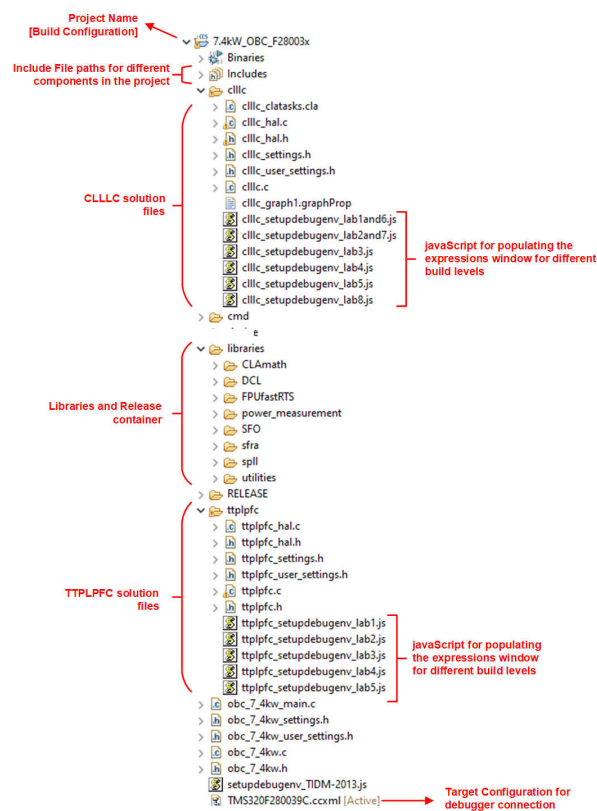 Project Name
[Build Configuration]
7.4kW_OBC_F28003x
Binaries
Include File paths for different
components in the project
Includes
clllc
clllc_clatasks.cla
clllc_hal.c
clllc_hal.h
clllc_settings.h
clllc_user_settings.h
clllc.c
clllc_graph1.graphProp
CLLLC solution
files
clllc_setupdebugenv_lab1and6.js
clllc_setupdebugenv_lab2and7.js
clllc_setupdebugenv_lab3.js
clllc_setupdebugenv_lab4.js
clllc_setupdebugenv_lab5.js
clllc_setupdebugenv_lab8.js
javaScript for populating the
expressions window for different
build levels
cmd
libraries
CLAmath
DCL
FPUfastRTS
power_measurement
SFO
sfra
spll
utilities
Libraries and Release
container
RELEASE
ttplpfc
ttplpfc_hal.c
ttplpfc_hal.h
ttplpfc_settings.h
ttplpfc_user_settings.h
ttplpfc.c
ttplpfc.h
TTPLPFC solution
files
ttplpfc_setupdebugenv_lab1.js
ttplpfc_setupdebugenv_lab2.js
ttplpfc_setupdebugenv_lab3.js
ttplpfc_setupdebugenv_lab4.js
ttplpfc_setupdebugenv_lab5.js
javaScript for populating
the expressions window
for different build levels
obc_7_4kw_main.c
obc_7_4kw_settings.h
obc_7_4kw_user_settings.h
obc_7_4kw.c
obc_7_4kw.h
setupdebugenv_TIDM-2013.js
TMS320F280039C.ccxml [Active]
Target Configuration for
debugger connection